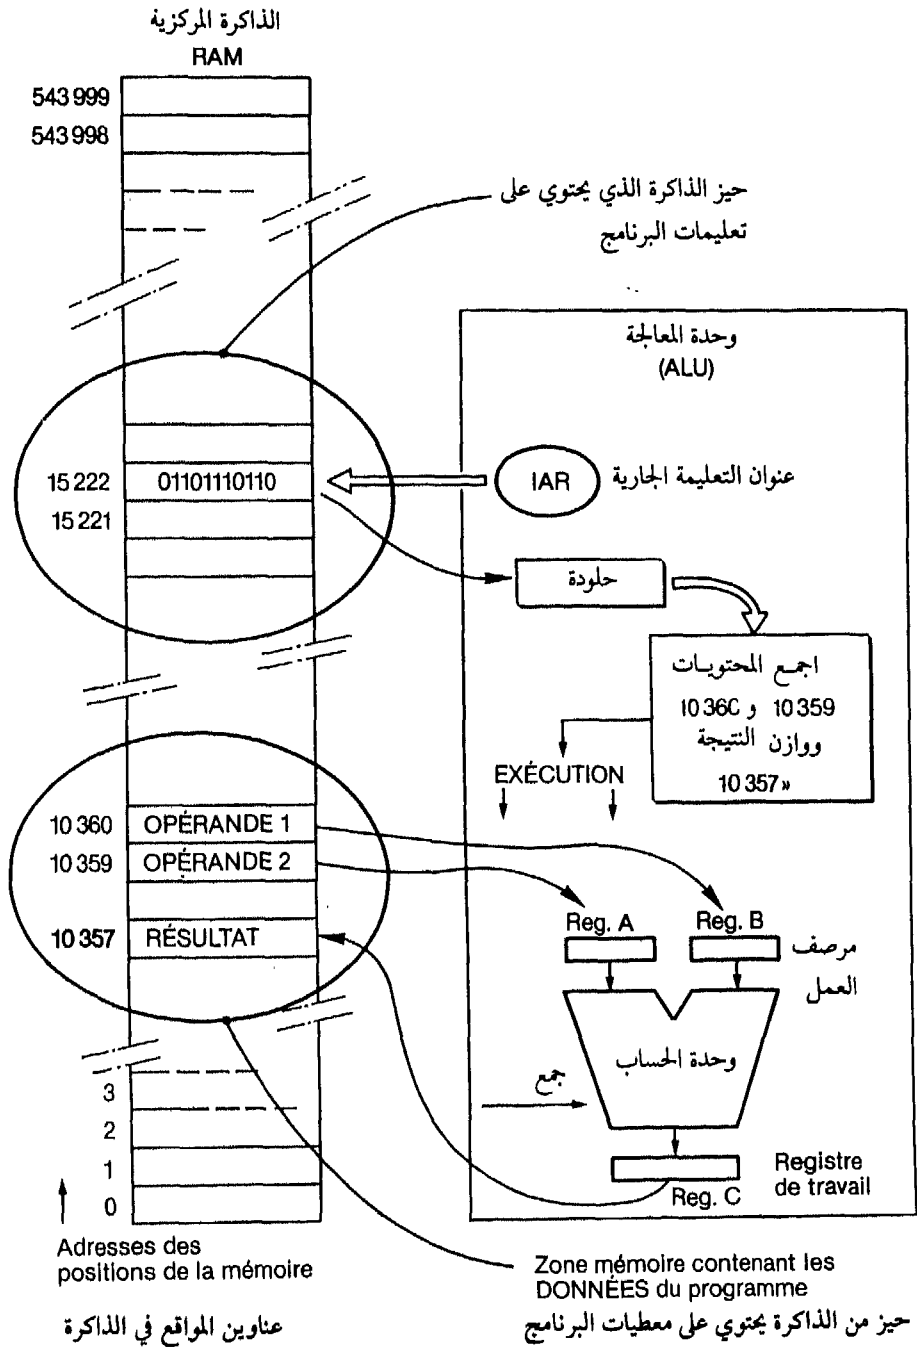 الذاكرة المركزية
RAM
543 999
543 998
حيز الذاكرة الذي يحتوي على
تعليمات البرنامج
وحدة المعالجة
(ALU)
15 222 01101110110
IAR عنوان التعليمة الجارية
15 221
حلودة
اجمع المحتويات
10 359 و 10 360
ووازن النتيجة
10 357»
EXÉCUTION
10 360 OPÉRANDE 1
10 359 OPÉRANDE 2
10 357 RÉSULTAT
Reg. A Reg. B
مرصف
العمل
وحدة الحساب
جمع
3
2
1
0
Registre
de travail
Reg. C
Adresses des
positions de la mémoire
عناوين المواقع في الذاكرة
Zone mémoire contenant les
DONNÉES du programme
حيز من الذاكرة يحتوي على معطيات البرنامج